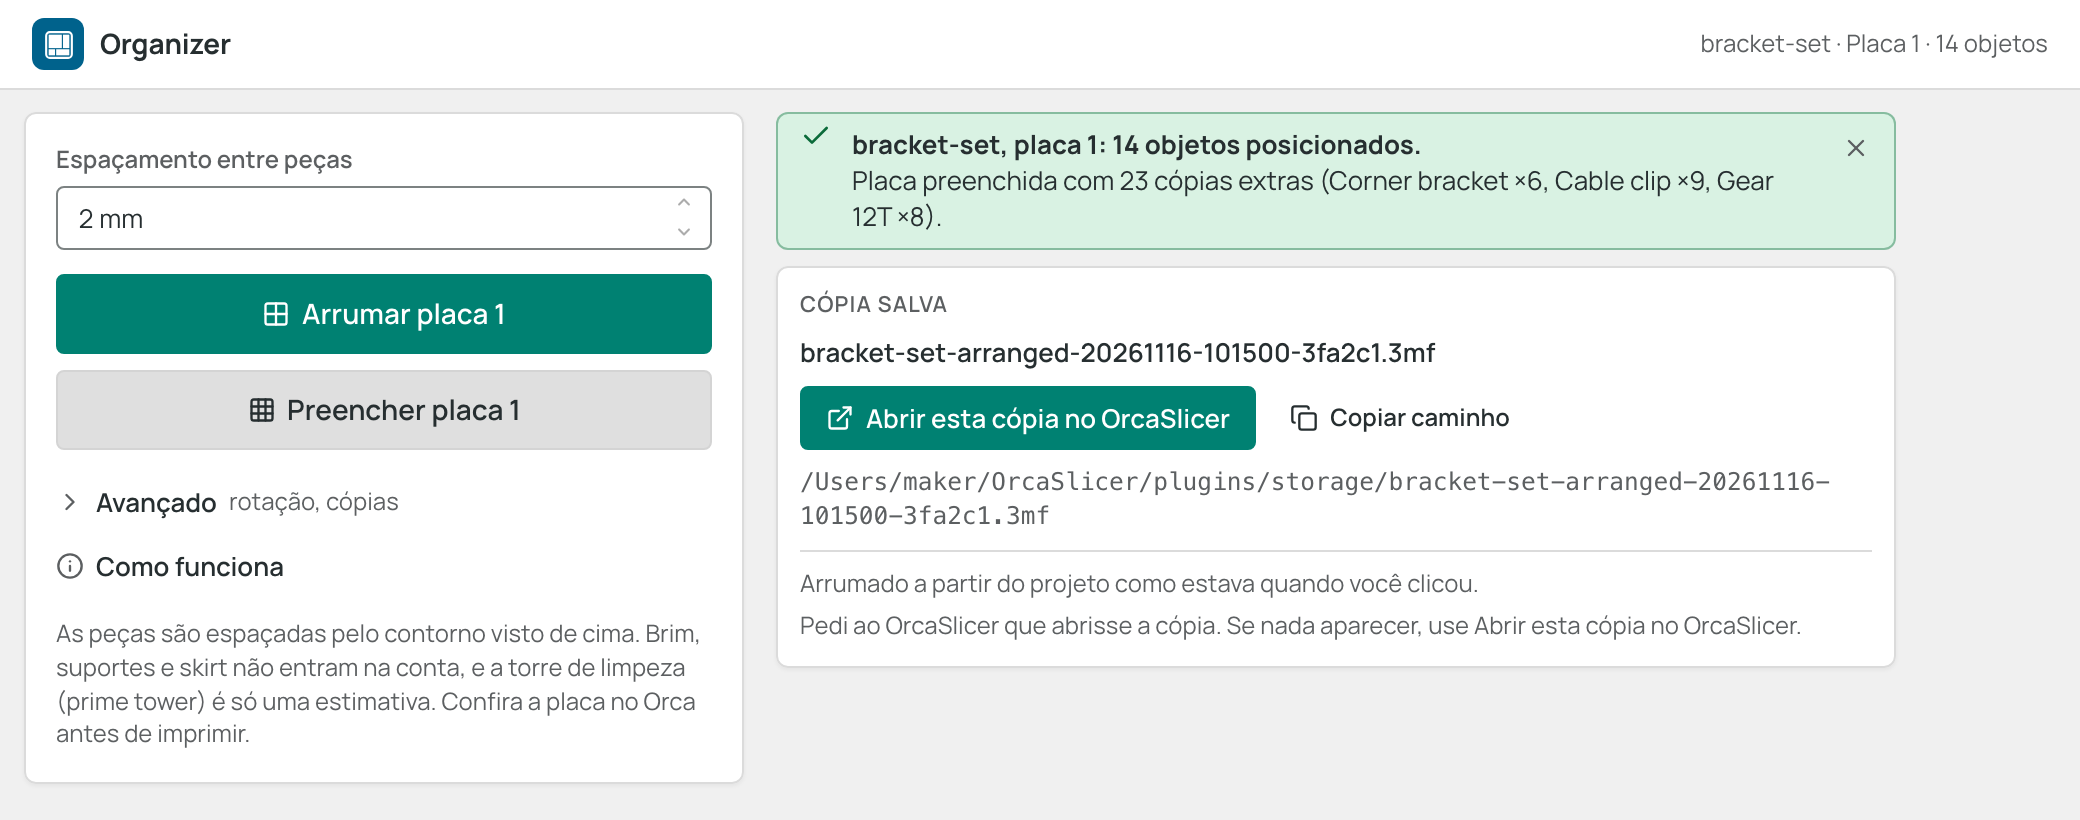 Organizer
bracket-set · Placa 1 · 14 objetos
Espaçamento entre peças
2 mm
Arrumar placa 1
Preencher placa 1
Avançado rotação, cópias
Como funciona
As peças são espaçadas pelo contorno visto de cima. Brim,
suportes e skirt não entram na conta, e a torre de limpeza
(prime tower) é só uma estimativa. Confira a placa no Orca
antes de imprimir.
bracket-set, placa 1: 14 objetos posicionados.
Placa preenchida com 23 cópias extras (Corner bracket ×6, Cable clip ×9, Gear
12T ×8).
CÓPIA SALVA
bracket-set-arranged-20261116-101500-3fa2c1.3mf
Abrir esta cópia no OrcaSlicer
Copiar caminho
/Users/maker/OrcaSlicer/plugins/storage/bracket-set-arranged-20261116-
101500-3fa2c1.3mf
Arrumado a partir do projeto como estava quando você clicou.
Pedi ao OrcaSlicer que abrisse a cópia. Se nada aparecer, use Abrir esta cópia no OrcaSlicer.